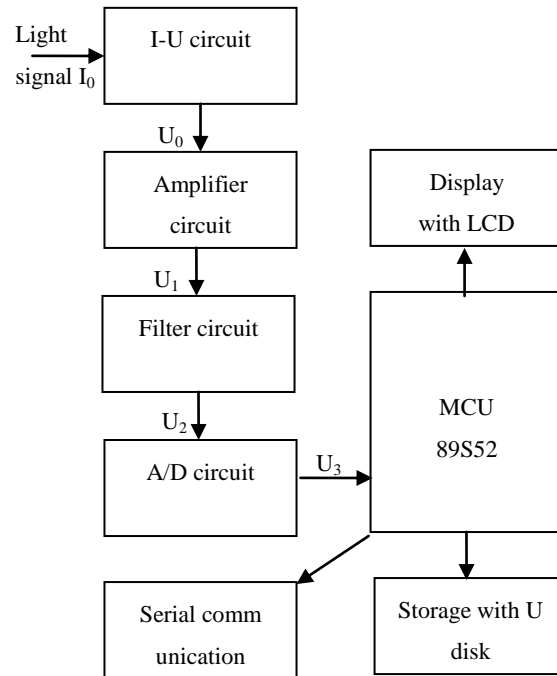 Light
signal I₀
I-U circuit
U₀
Amplifier
circuit
U₁
Filter circuit
U₂
A/D circuit
U₃
Display
with LCD
MCU
89S52
Serial comm
unication
Storage with U
disk